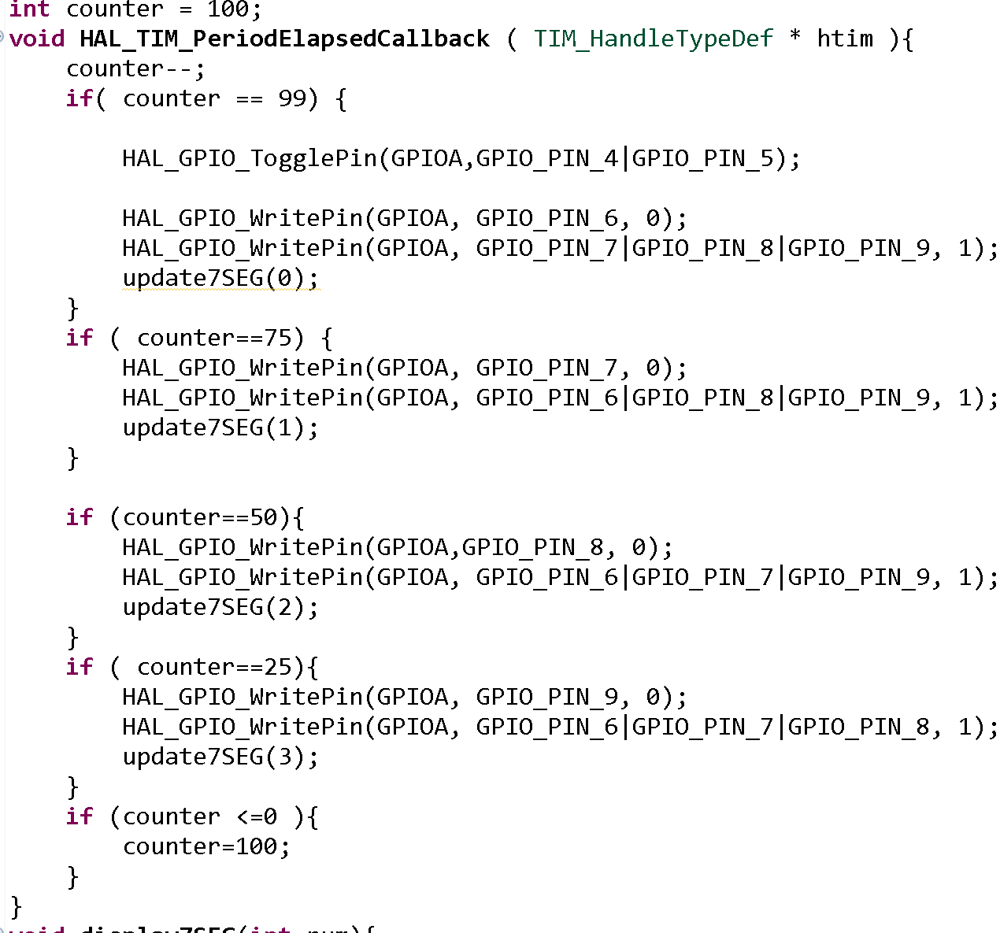 int counter = 100;
void HAL_TIM_PeriodElapsedCallback ( TIM_HandleTypeDef * htim ){
    counter--;
    if( counter == 99) {
        HAL_GPIO_TogglePin(GPIOA,GPIO_PIN_4|GPIO_PIN_5);
        HAL_GPIO_WritePin(GPIOA, GPIO_PIN_6, 0);
        HAL_GPIO_WritePin(GPIOA, GPIO_PIN_7|GPIO_PIN_8|GPIO_PIN_9, 1);
        update7SEG(0);
    }
    if ( counter==75) {
        HAL_GPIO_WritePin(GPIOA, GPIO_PIN_7, 0);
        HAL_GPIO_WritePin(GPIOA, GPIO_PIN_6|GPIO_PIN_8|GPIO_PIN_9, 1);
        update7SEG(1);
    }
    if (counter==50){
        HAL_GPIO_WritePin(GPIOA,GPIO_PIN_8, 0);
        HAL_GPIO_WritePin(GPIOA, GPIO_PIN_6|GPIO_PIN_7|GPIO_PIN_9, 1);
        update7SEG(2);
    }
    if ( counter==25){
        HAL_GPIO_WritePin(GPIOA, GPIO_PIN_9, 0);
        HAL_GPIO_WritePin(GPIOA, GPIO_PIN_6|GPIO_PIN_7|GPIO_PIN_8, 1);
        update7SEG(3);
    }
    if (counter <=0 ){
        counter=100;
    }
}
void display7SEG(int num){